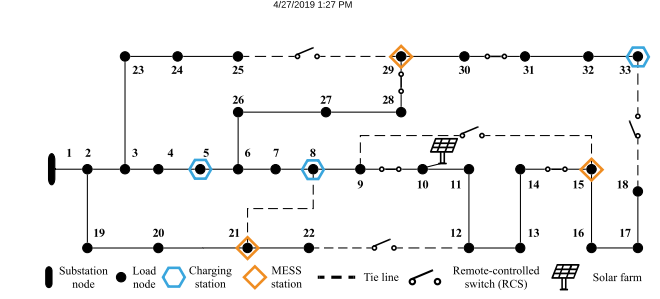 4/27/2019 1:27 PM
23 24 25 29 30 31 32 33
26 27 28
1 2 3 4 5 6 7 8 9 10 11 14 15 18
19 20 21 22 12 13 16 17
Substation node
Load node
Charging station
MESS station
Tie line
Remote-controlled switch (RCS)
Solar farm